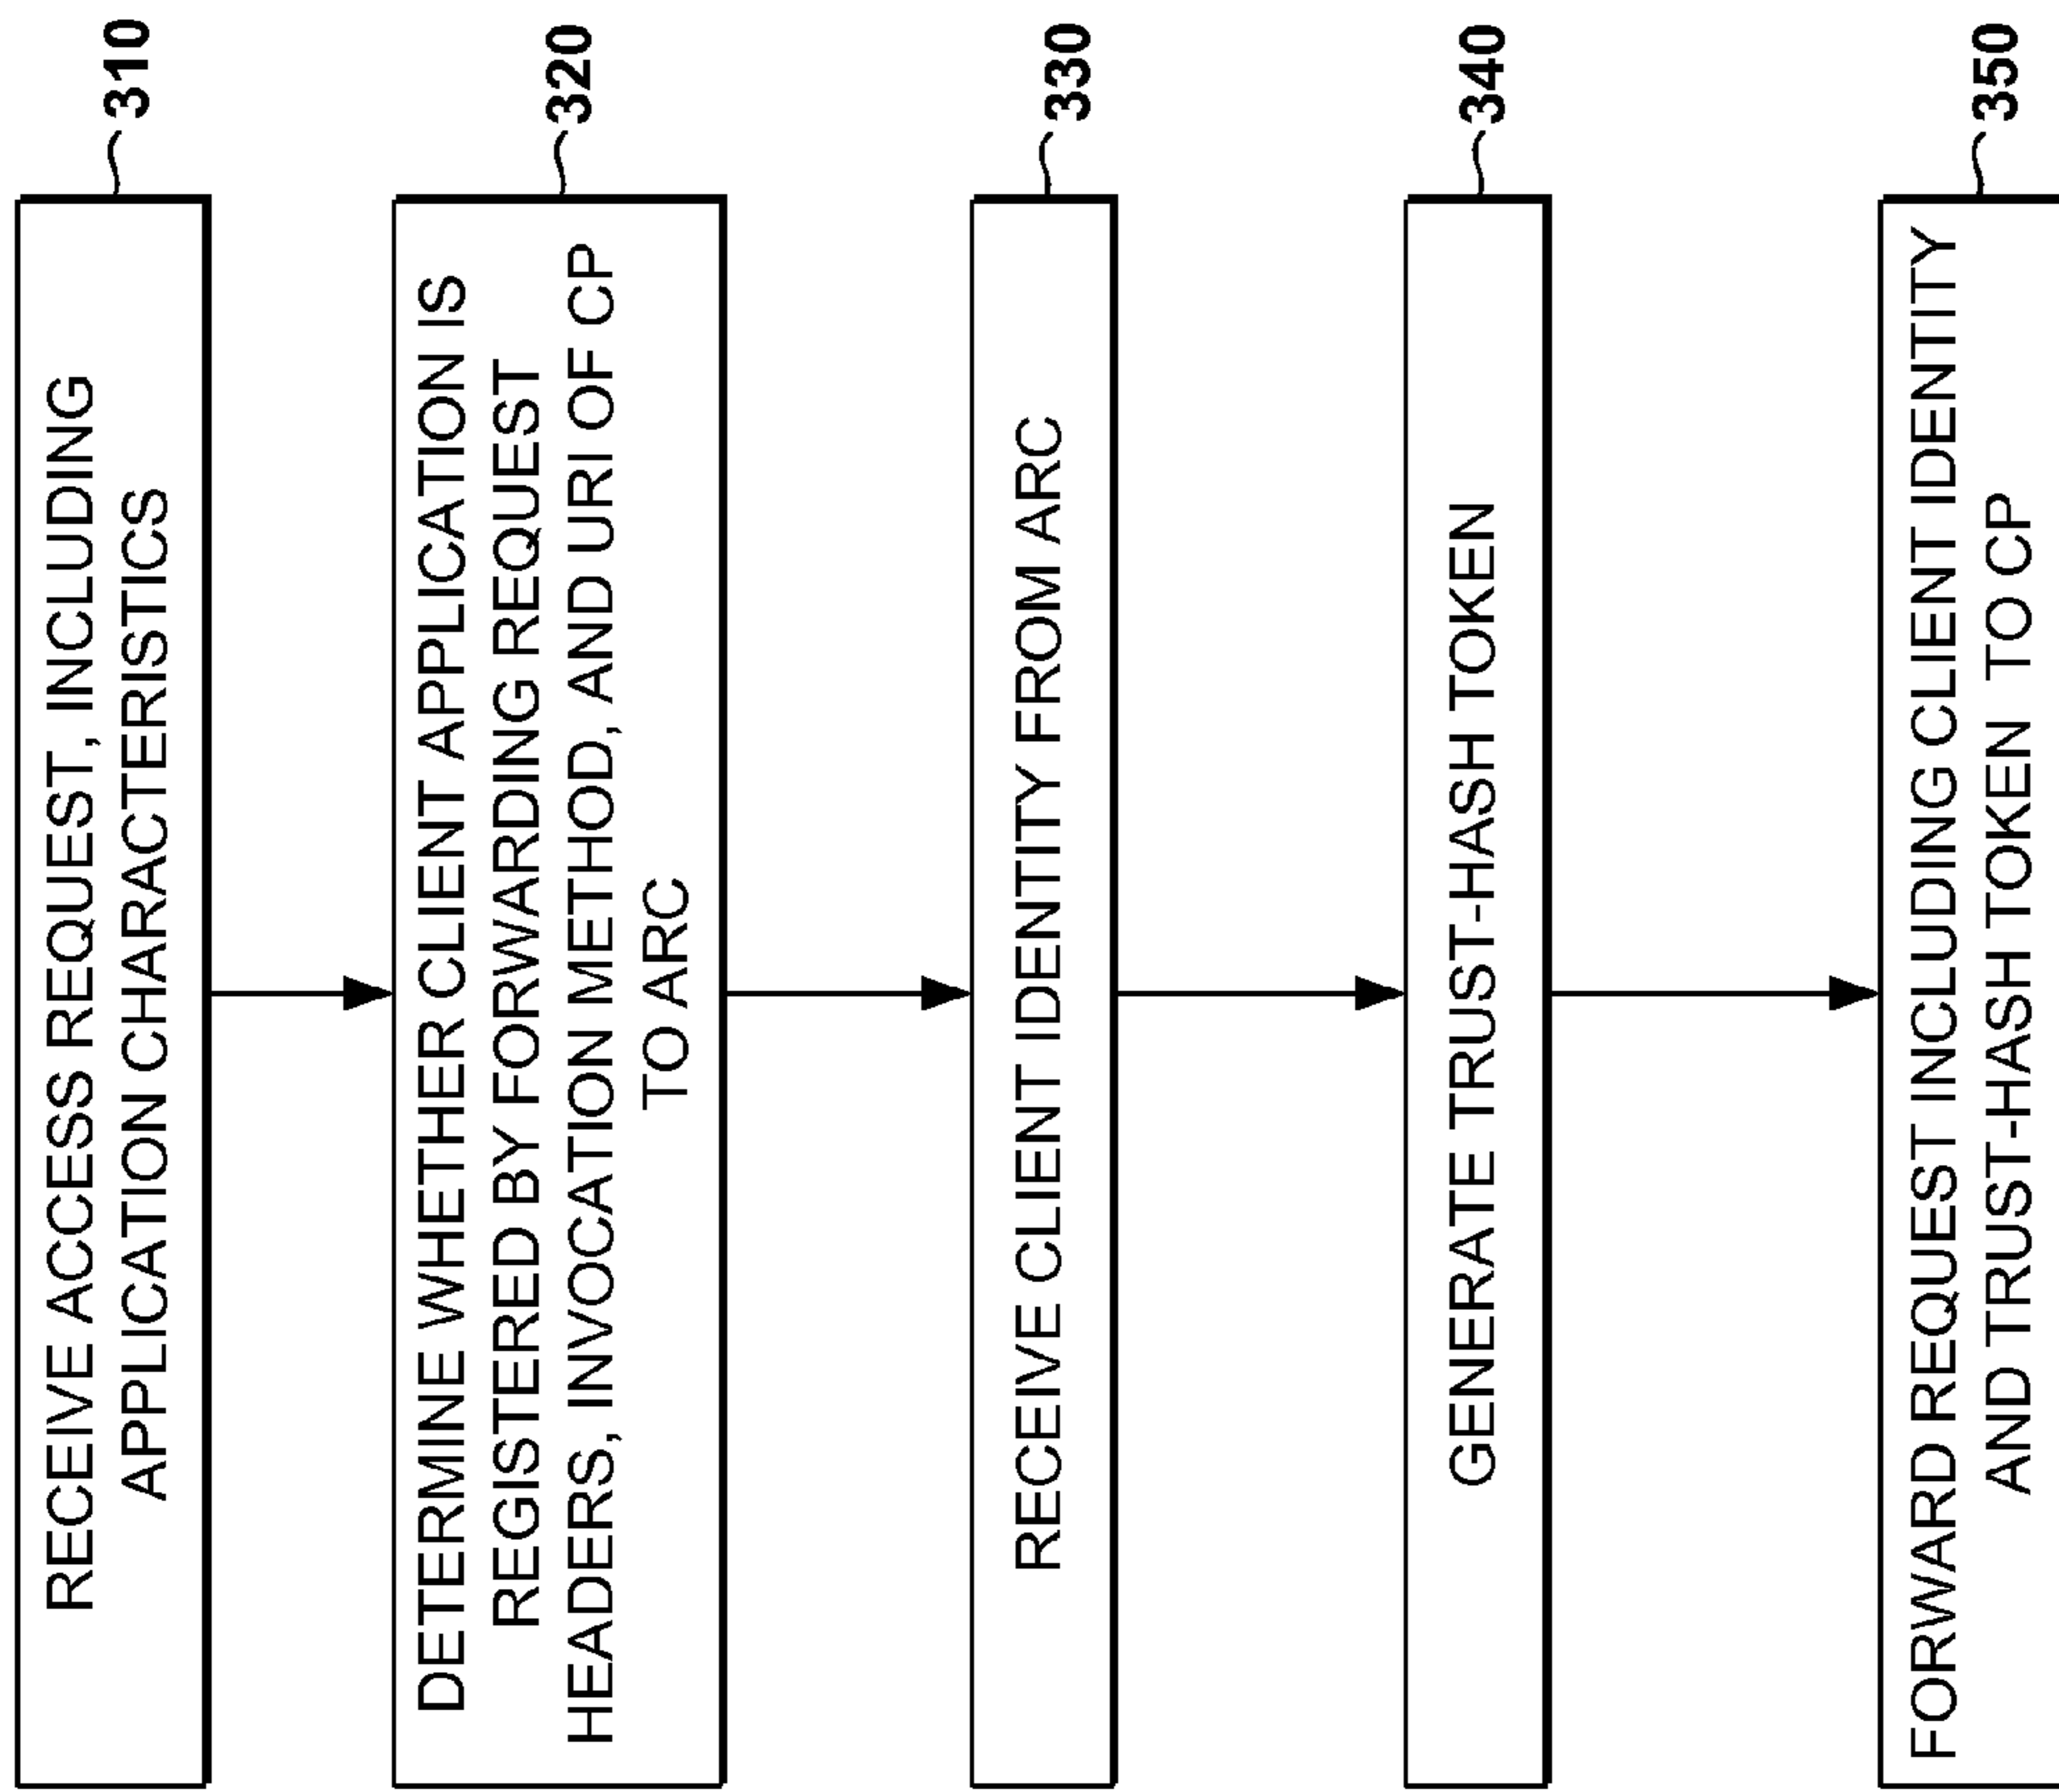 RECEIVE ACCESS REQUEST, INCLUDING
APPLICATION CHARACTERISTICS
310
DETERMINE WHETHER CLIENT APPLICATION IS
REGISTERED BY FORWARDING REQUEST
HEADERS, INVOCATION METHOD, AND URI OF CP
TO ARC
320
RECEIVE CLIENT IDENTITY FROM ARC
330
GENERATE TRUST-HASH TOKEN
340
FORWARD REQUEST INCLUDING CLIENT IDENTITY
AND TRUST-HASH TOKEN TO CP
350